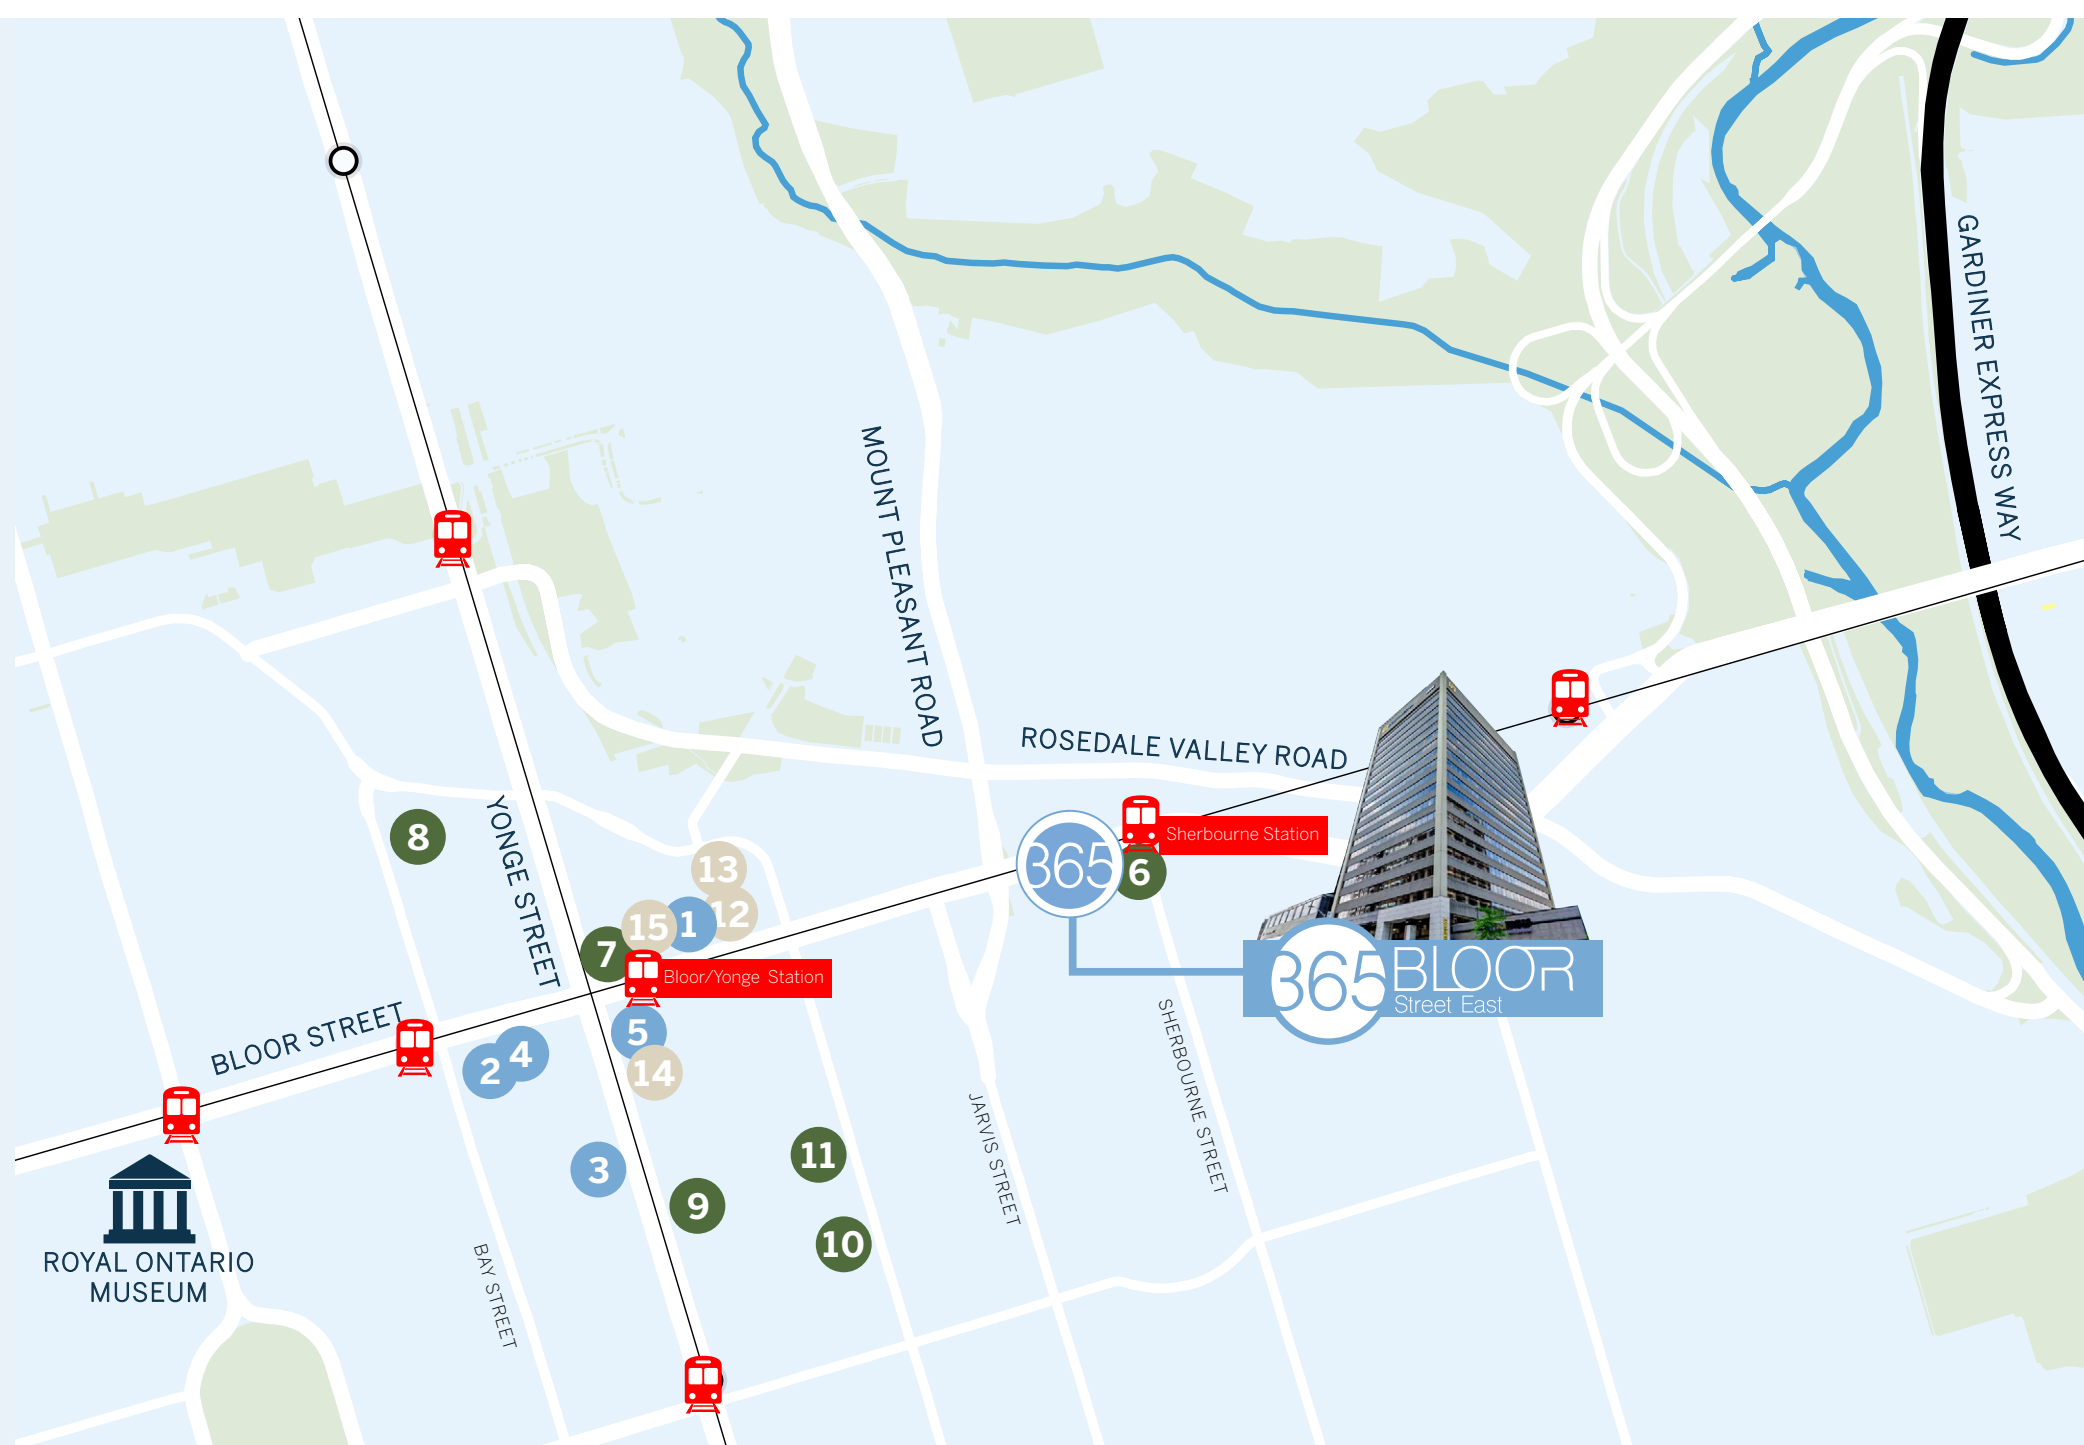 GARDINER EXPRESS WAY
MOUNT PLEASANT ROAD
ROSEDALE VALLEY ROAD
YONGE STREET
8
13
12
1
15
7
Bloor/Yonge Station
365
6
Sherbourne Station
365 BLOOR
Street East
BLOOR STREET
5
14
4
2
3
11
9
10
SHERBOURNE STREET
JARVIS STREET
BAY STREET
ROYAL ONTARIO
MUSEUM